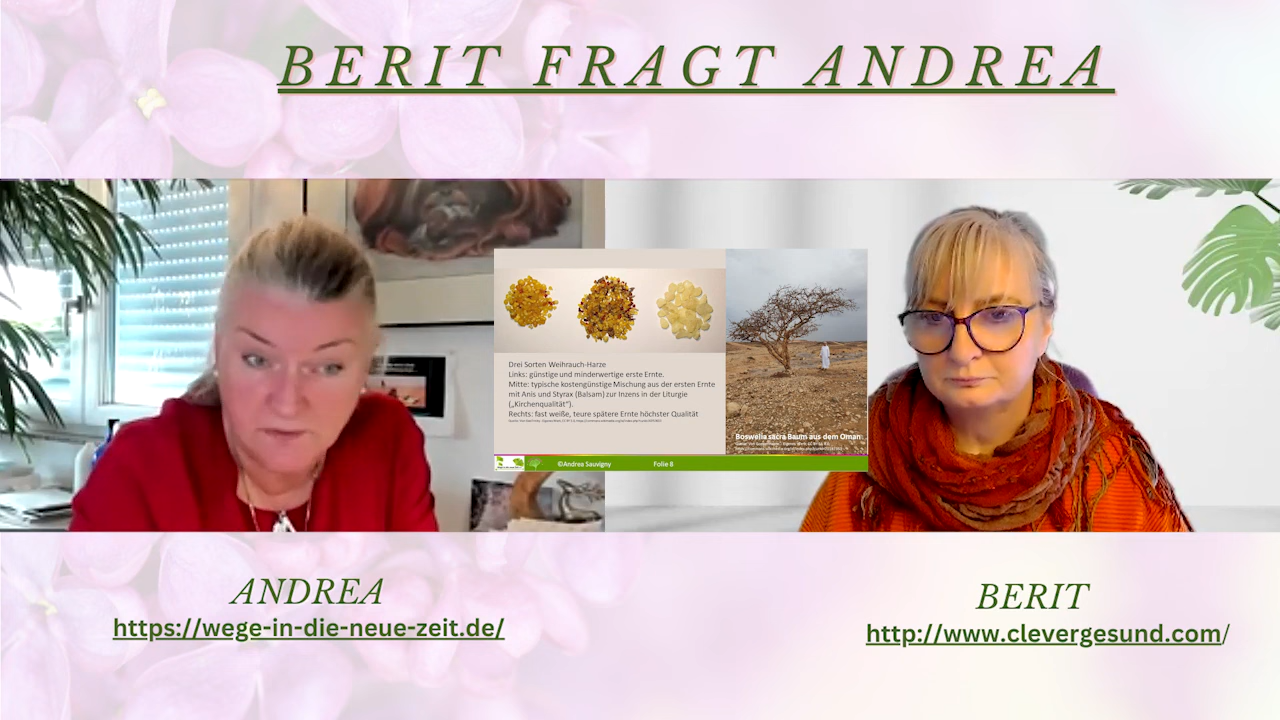 BERIT FRAGT ANDREA
Drei Sorten Weihrauch-Harze
Links: günstige und minderwertige erste Ernte.
Mitte: typische kostengünstige Mischung aus der ersten Ernte
mit Anis und Styrax (Balsam) zur Inzens in der Liturgie
(„Kirchenqualität“).
Rechts: fast weiße, teure spätere Ernte höchster Qualität
Boswelia sacra Baum aus dem Oman
©Andrea Sauvigny
Folie 8
ANDREA
https://wege-in-die-neue-zeit.de/
BERIT
http://www.clevergesund.com/